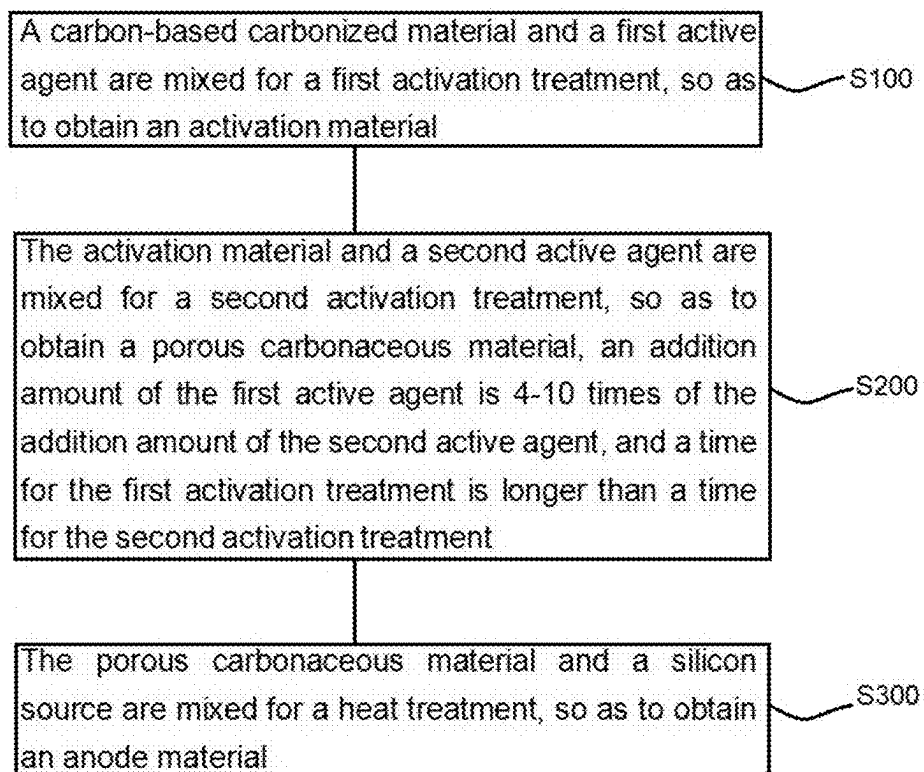 A carbon-based carbonized material and a first active
agent are mixed for a first activation treatment, so as
to obtain an activation material
S100
The activation material and a second active agent are
mixed for a second activation treatment, so as to
obtain a porous carbonaceous material, an addition
amount of the first active agent is 4-10 times of the
addition amount of the second active agent, and a time
for the first activation treatment is longer than a time
for the second activation treatment
S200
The porous carbonaceous material and a silicon
source are mixed for a heat treatment, so as to obtain
an anode material
S300